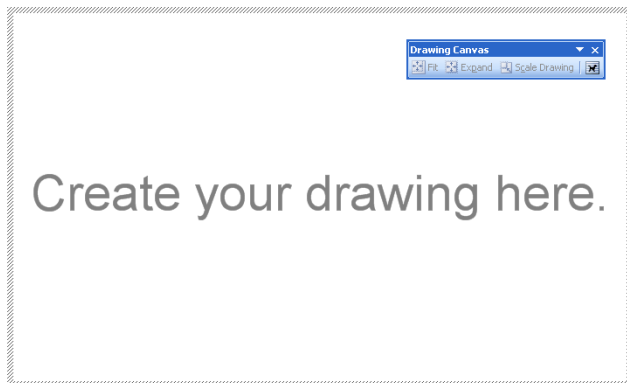 Drawing Canvas
Fit Expand Scale Drawing
Create your drawing here.